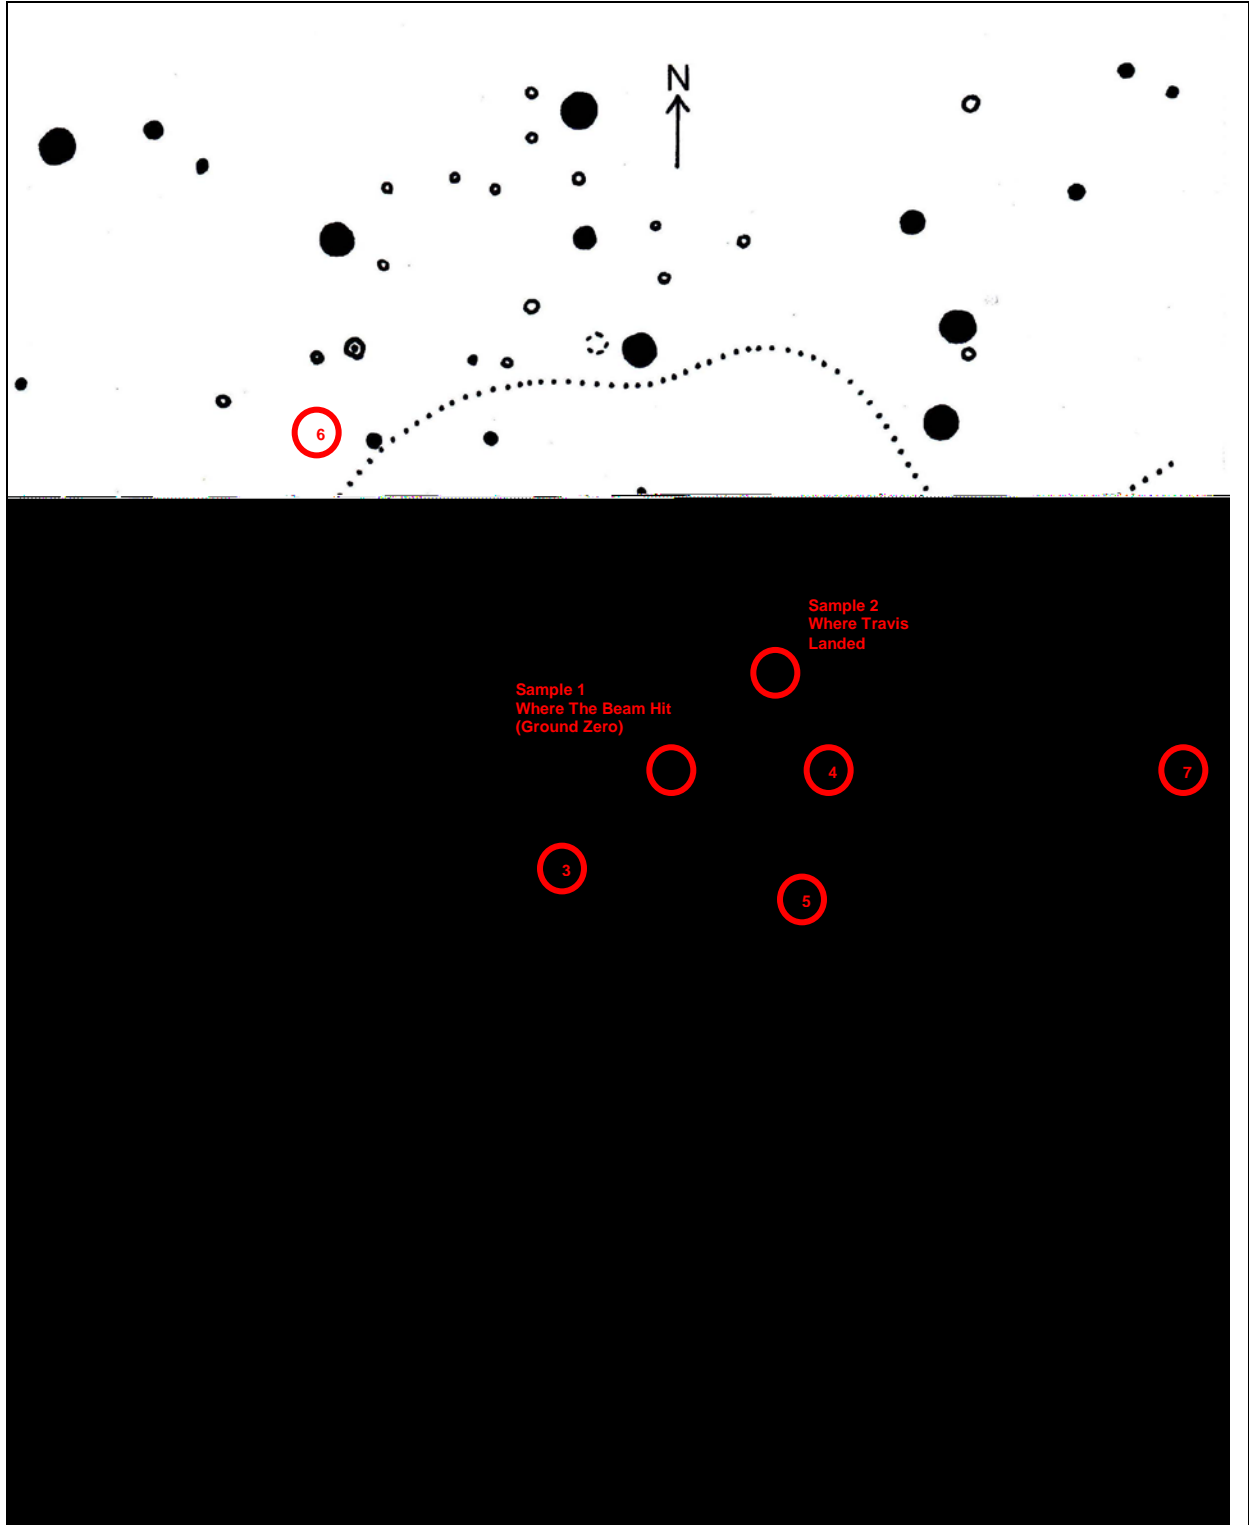 N
6
Sample 2
Where Travis
Landed
Sample 1
Where The Beam Hit
(Ground Zero)
4
7
3
5